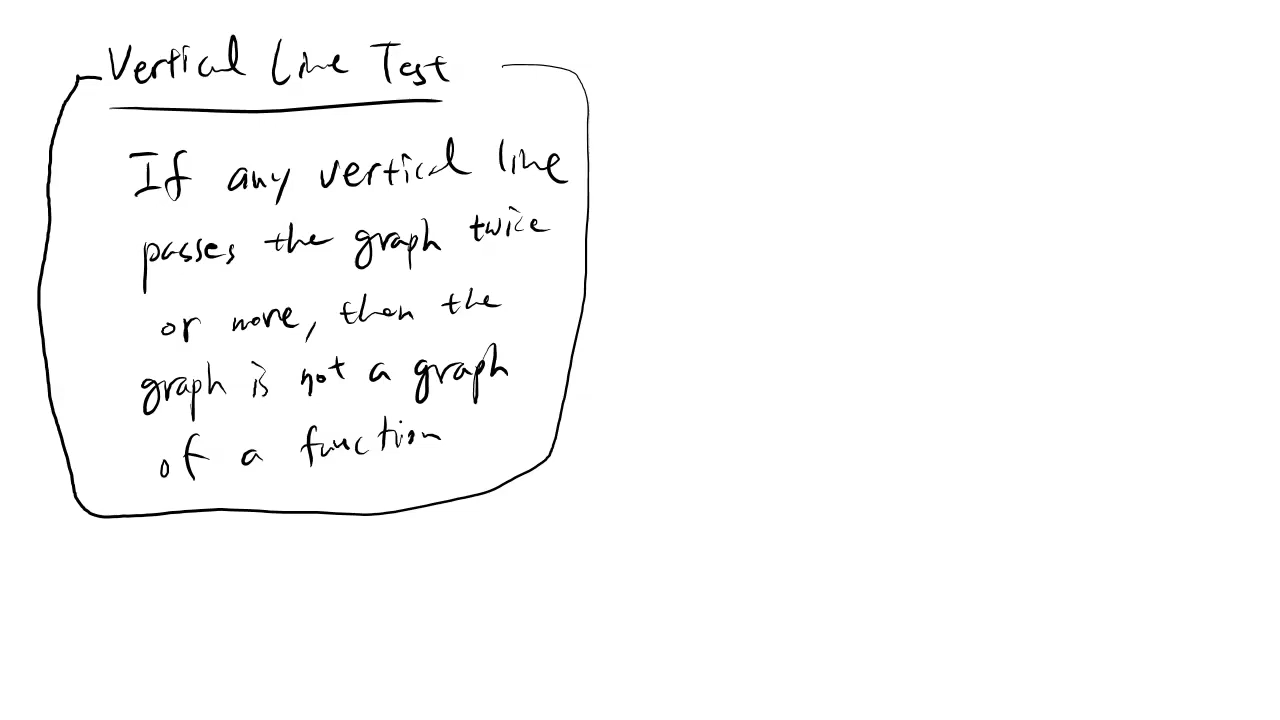 Vertical Line Test
If any vertical line
passes the graph twice
or more, then the
graph is not a graph
of a function